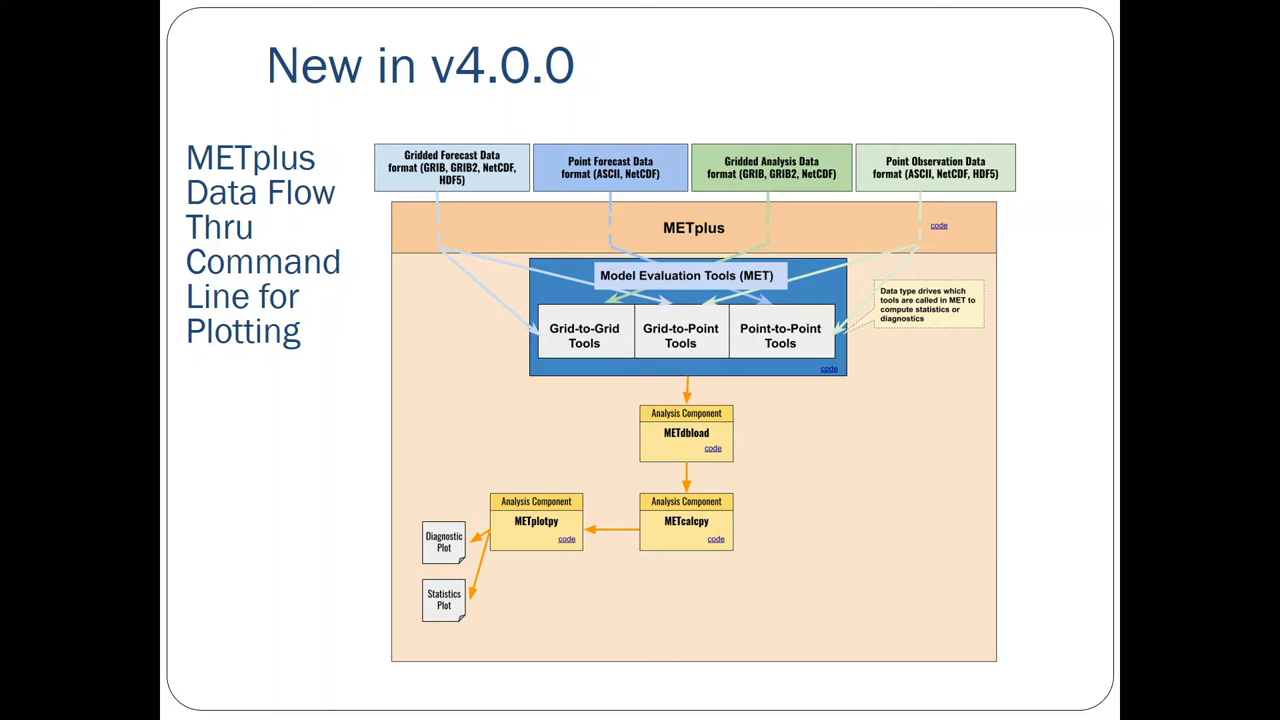 New in v4.0.0
METplus
Data Flow
Thru
Command
Line for
Plotting
Gridded Forecast Data
format (GRIB, GRIB2, NetCDF,
HDF5)
Point Forecast Data
format (ASCII, NetCDF)
Gridded Analysis Data
format (GRIB, GRIB2, NetCDF)
Point Observation Data
format (ASCII, NetCDF, HDF5)
METplus
code
Model Evaluation Tools (MET)
Grid-to-Grid
Tools
Grid-to-Point
Tools
Point-to-Point
Tools
code
Data type drives which
tools are called in MET to
compute statistics or
diagnostics
Analysis Component
METdbload
code
Analysis Component
METplotpy
code
Analysis Component
METcalcpy
code
Diagnostic
Plot
Statistics
Plot